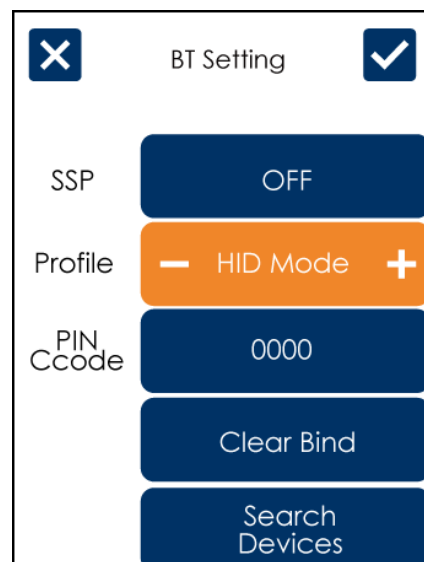 BT Setting
SSP
OFF
Profile
HID Mode
PIN
Ccode
0000
Clear Bind
Search
Devices